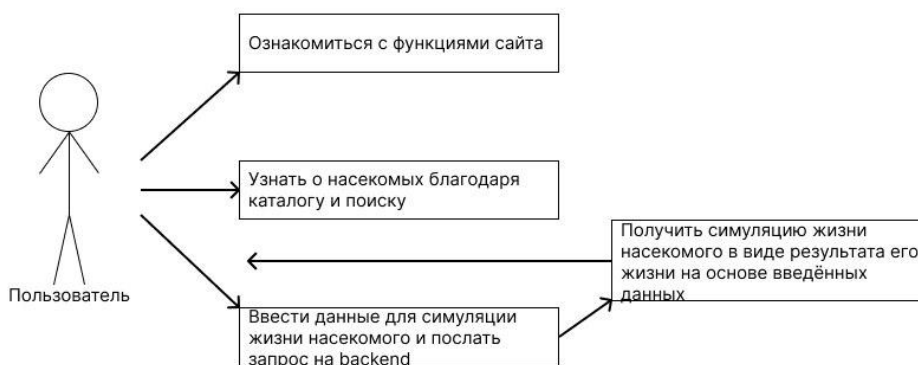 Ознакомиться с функциями сайта
Узнать о насекомых благодаря
каталогу и поиску
Получить симуляцию жизни
насекомого в виде результата его
жизни на основе введённых
данных
Пользователь
Ввести данные для симуляции
жизни насекомого и послать
запрос на backend